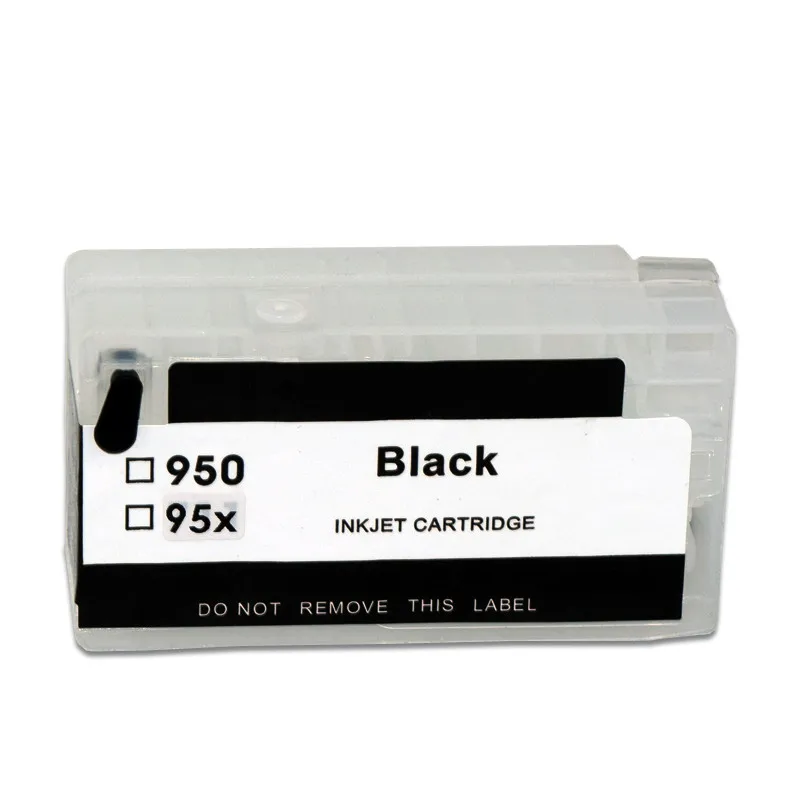 Black
950
95x
INKJET CARTRIDGE
DO NOT REMOVE THIS LABEL